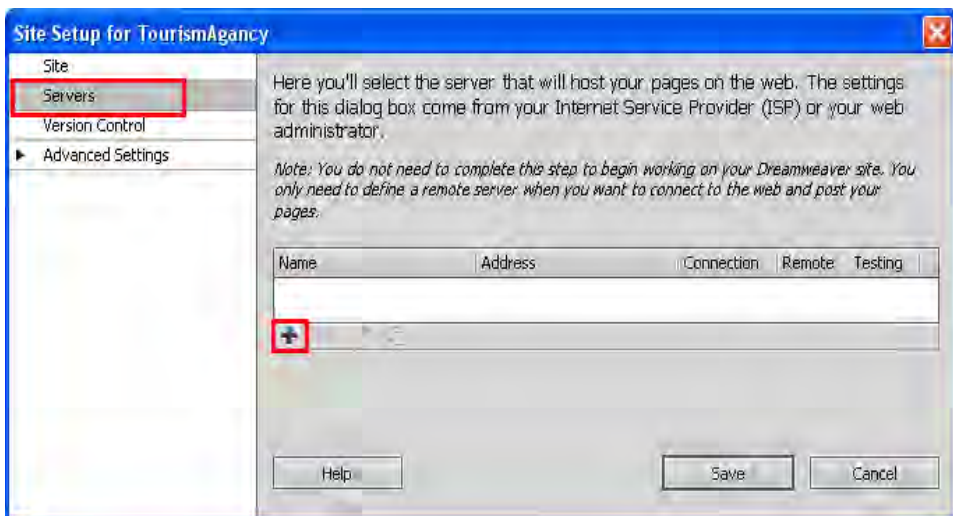 Site Setup for TourismAgancy
Site
Servers
Version Control
Advanced Settings
Here you'll select the server that will host your pages on the web. The settings
for this dialog box come from your Internet Service Provider (ISP) or your web
administrator.
Note: You do not need to complete this step to begin working on your Dreamweaver site. You
only need to define a remote server when you want to connect to the web and post your
pages.
Name Address Connection Remote Testing
Help Save Cancel